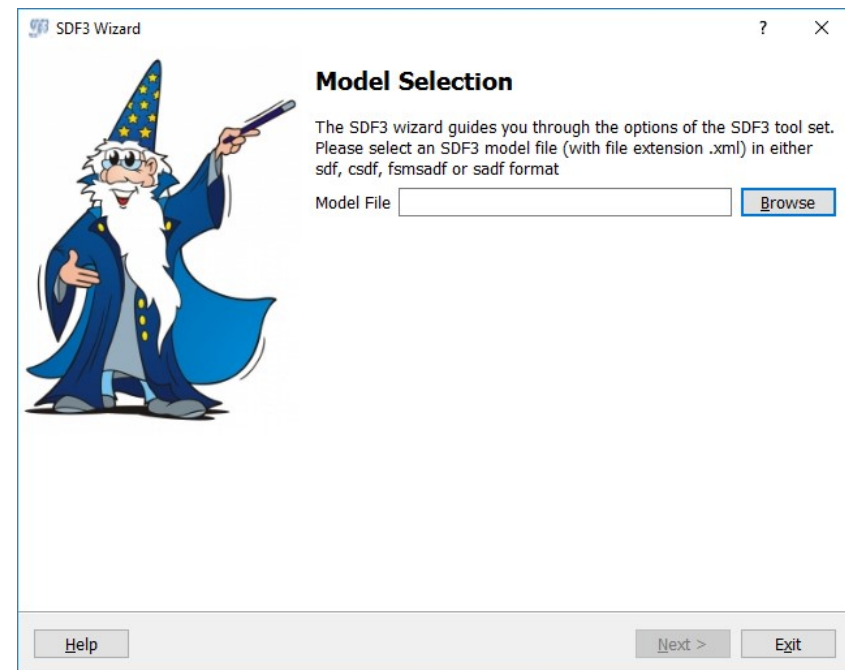 SDF3 Wizard
Model Selection
The SDF3 wizard guides you through the options of the SDF3 tool set.
Please select an SDF3 model file (with file extension .xml) in either
sdf, csdf, fsmsadf or sadf format
Model File
Browse
Help
Next >
Exit